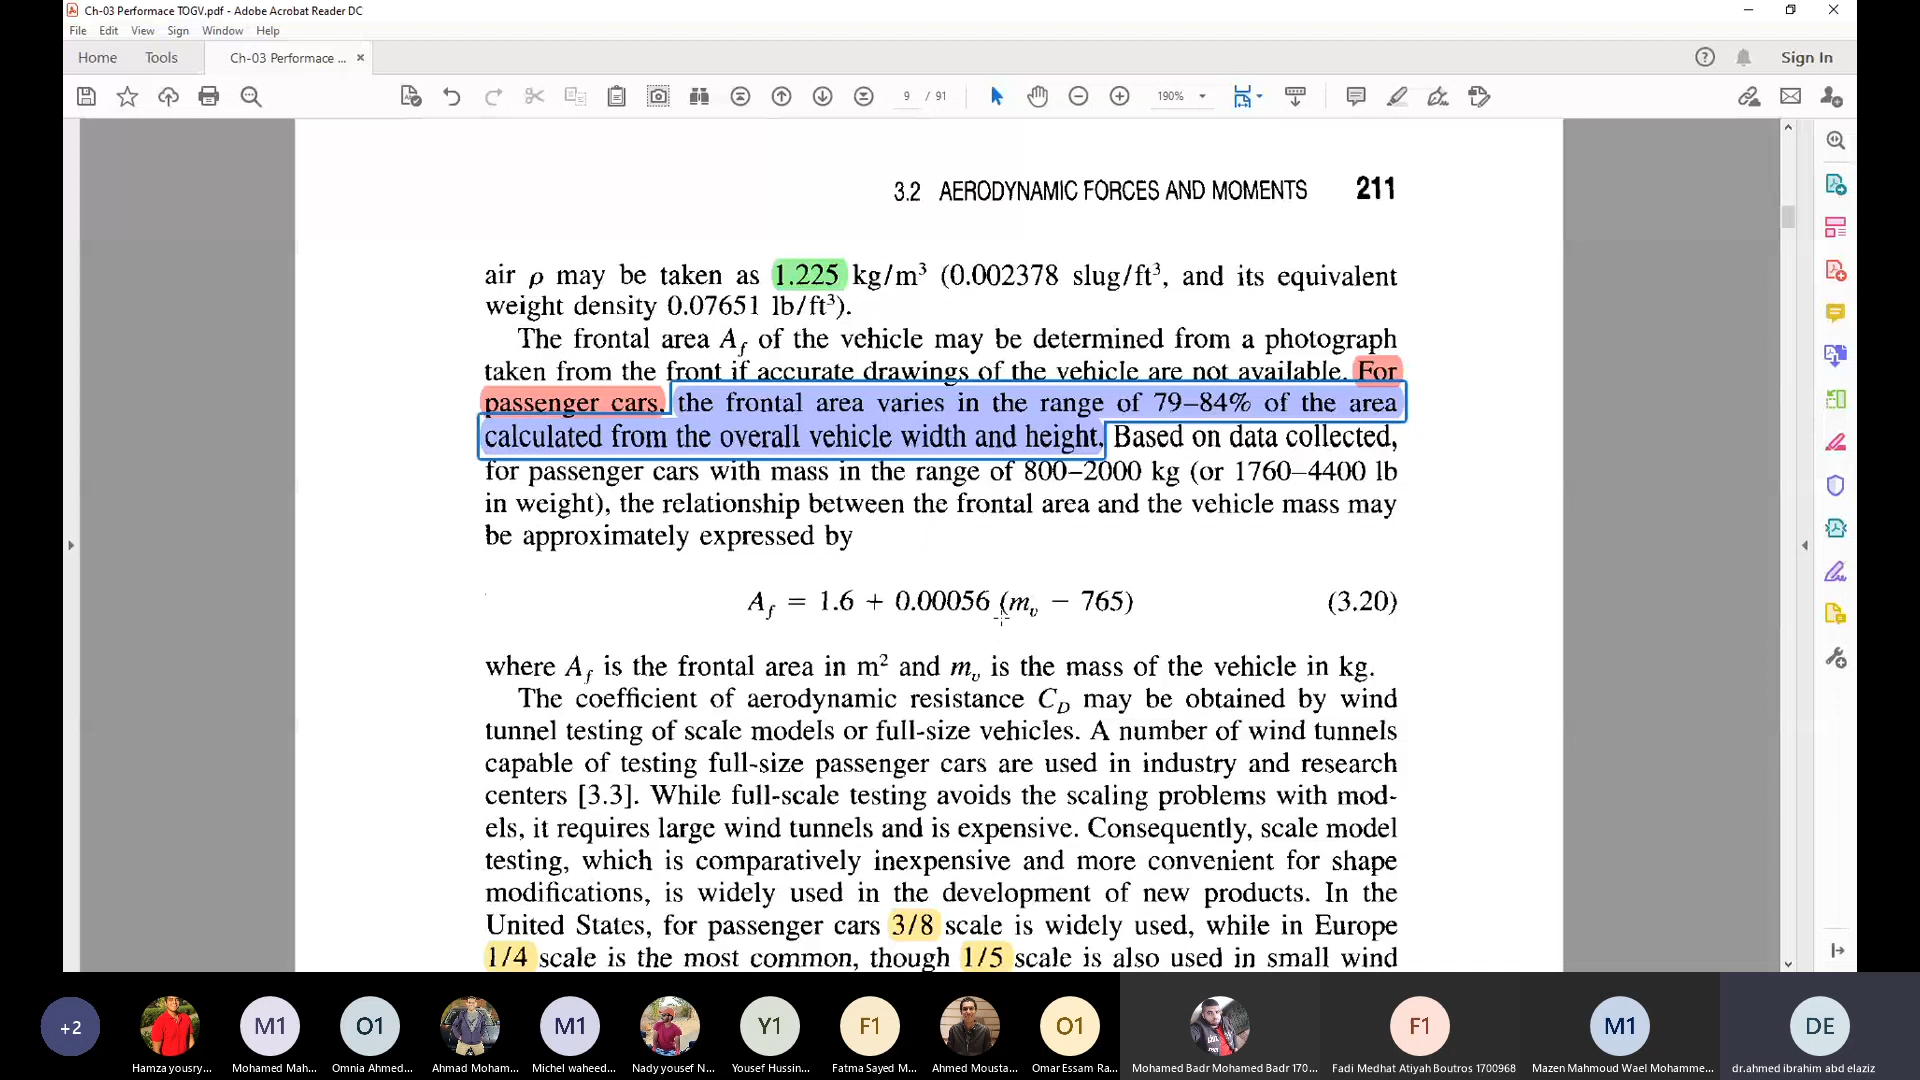 Ch-03 Performace TOGV.pdf - Adobe Acrobat Reader DC
File Edit View Sign Window Help
Home Tools Ch-03 Performace ... × Sign In
9 / 91 190%
3.2 AERODYNAMIC FORCES AND MOMENTS 211
air ρ may be taken as 1.225 kg/m³ (0.002378 slug/ft³, and its equivalent
weight density 0.07651 lb/ft³).
The frontal area A_f of the vehicle may be determined from a photograph
taken from the front if accurate drawings of the vehicle are not available. For
passenger cars, the frontal area varies in the range of 79–84% of the area
calculated from the overall vehicle width and height. Based on data collected,
for passenger cars with mass in the range of 800–2000 kg (or 1760–4400 lb
in weight), the relationship between the frontal area and the vehicle mass may
be approximately expressed by
A_f = 1.6 + 0.00056 (m_v − 765) (3.20)
where A_f is the frontal area in m² and m_v is the mass of the vehicle in kg.
The coefficient of aerodynamic resistance C_D may be obtained by wind
tunnel testing of scale models or full-size vehicles. A number of wind tunnels
capable of testing full-size passenger cars are used in industry and research
centers [3.3]. While full-scale testing avoids the scaling problems with mod-
els, it requires large wind tunnels and is expensive. Consequently, scale model
testing, which is comparatively inexpensive and more convenient for shape
modifications, is widely used in the development of new products. In the
United States, for passenger cars 3/8 scale is widely used, while in Europe
1/4 scale is the most common, though 1/5 scale is also used in small wind
+2 M1 O1 M1 Y1 F1 O1 F1 M1 DE
Hamza yousry... Mohamed Mah... Omnia Ahmed... Ahmad Moham... Michel waheed... Nady yousef N... Yousef Hussin... Fatma Sayed M... Ahmed Mousta... Omar Essam Ra... Mohamed Badr Mohamed Badr 170... Fadi Medhat Atiyah Boutros 1700968 Mazen Mahmoud Wael Mohamme... dr.ahmed ibrahim abd elaziz